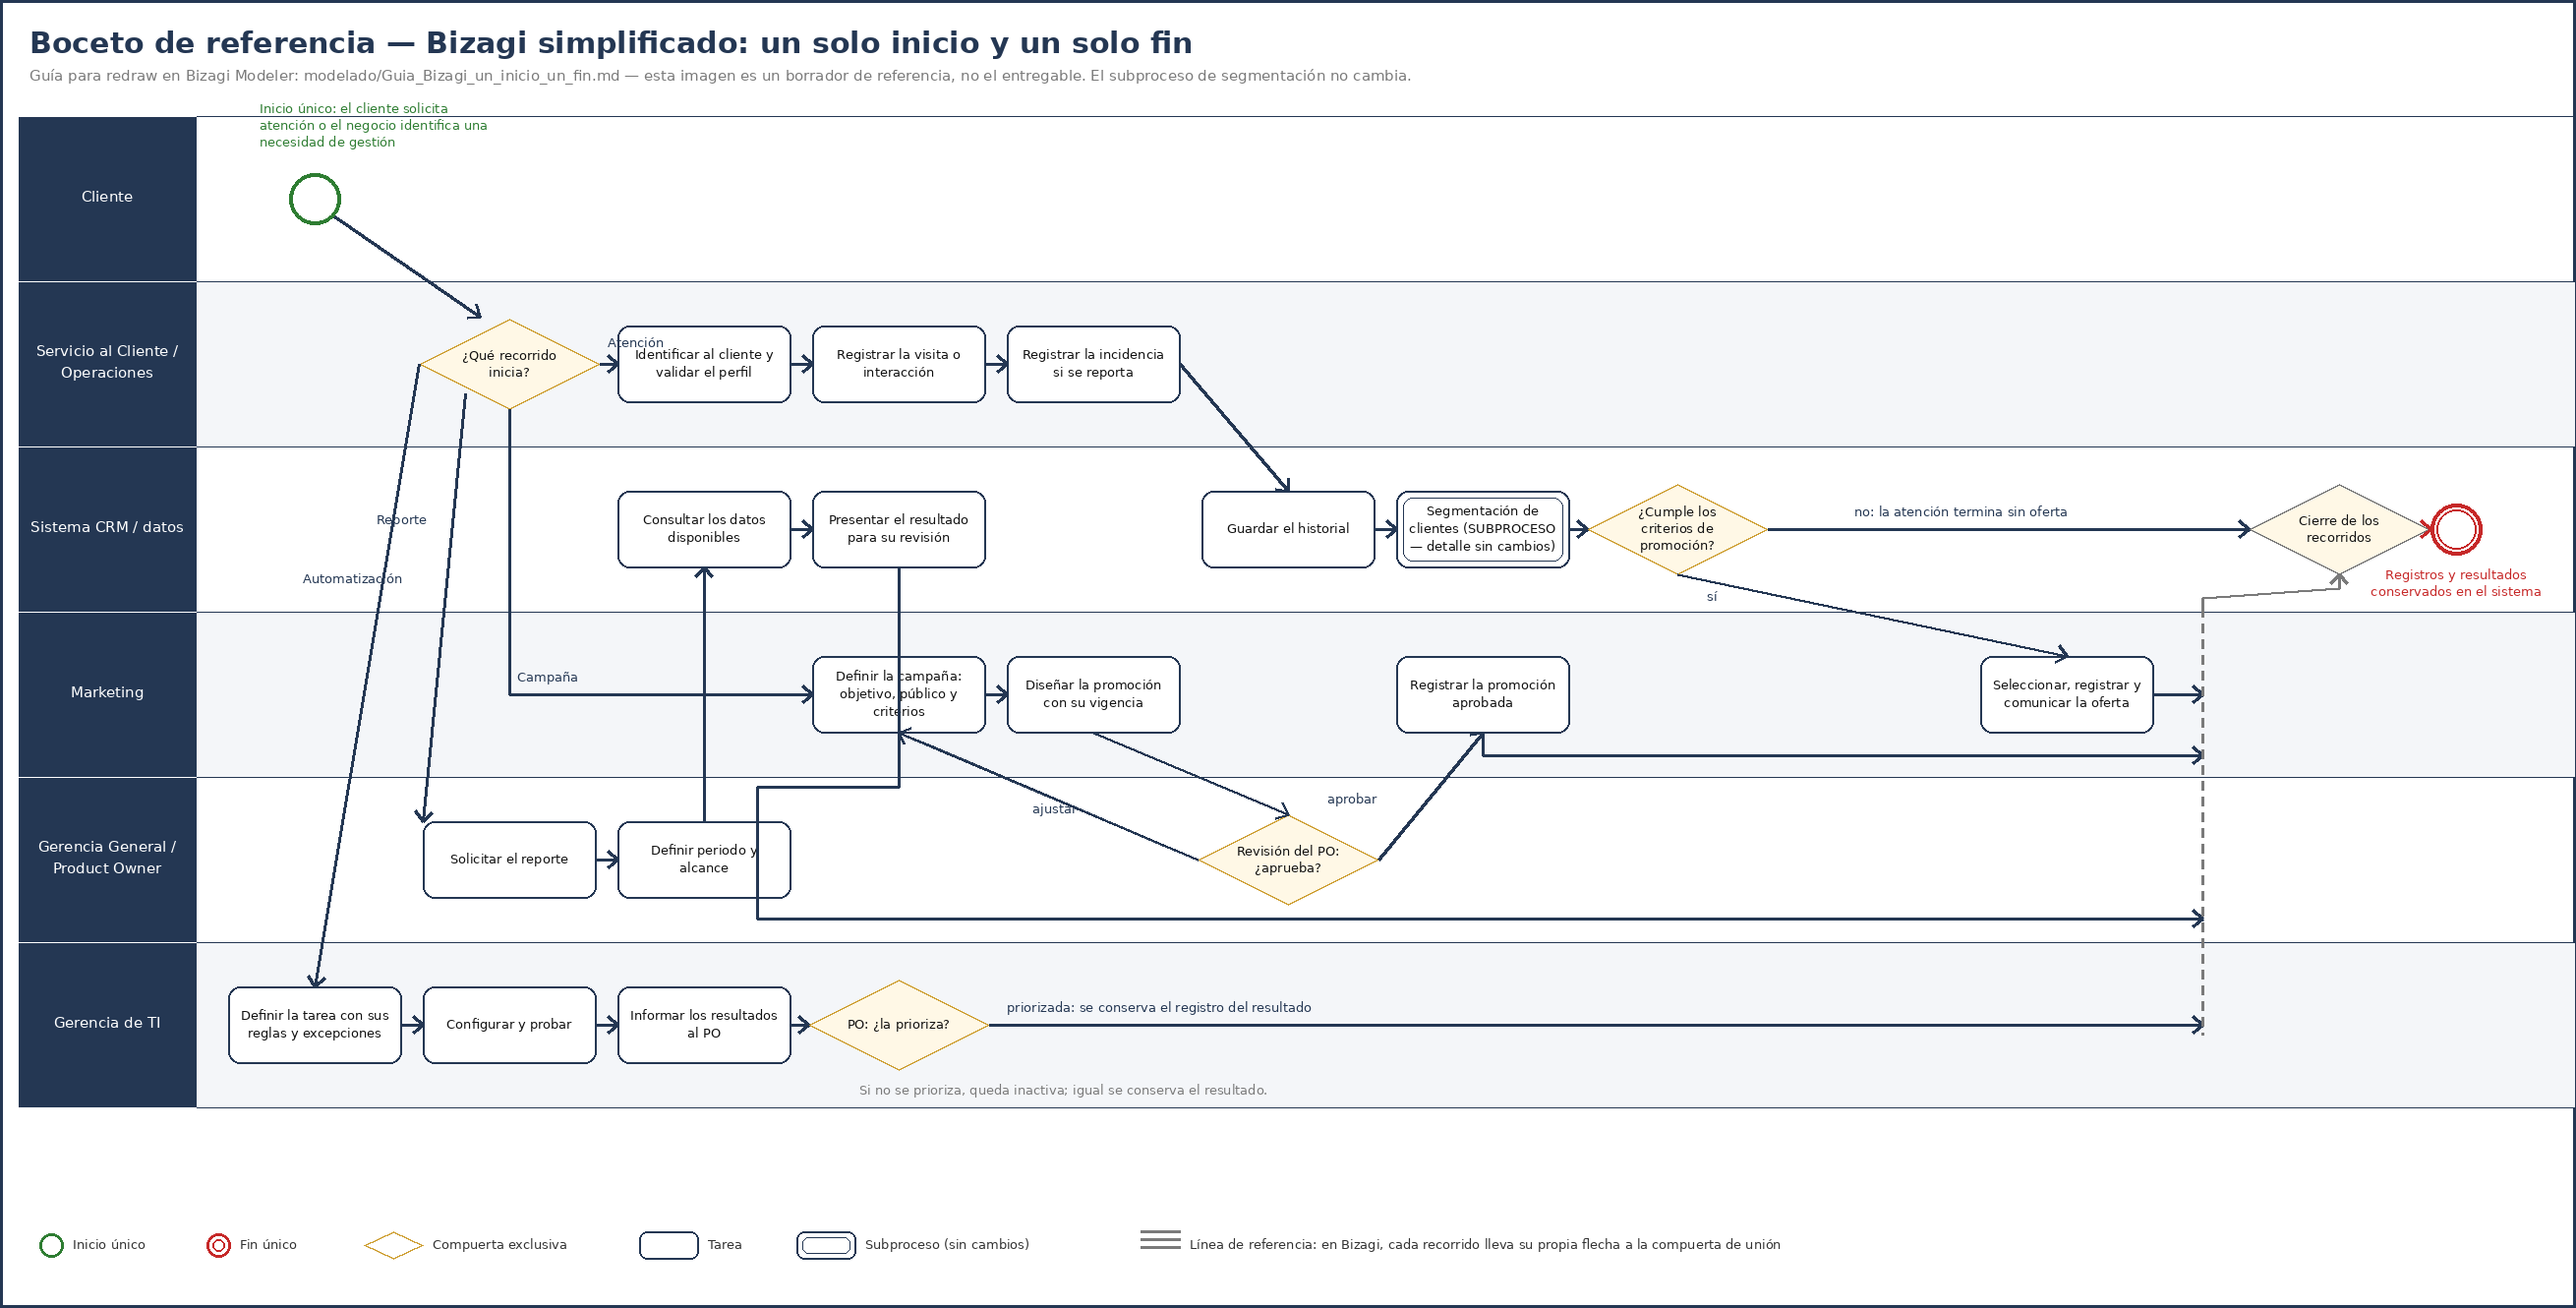 Boceto de referencia — Bizagi simplificado: un solo inicio y un solo fin
Guía para redraw en Bizagi Modeler: modelado/Guia_Bizagi_un_inicio_un_fin.md — esta imagen es un borrador de referencia, no el entregable. El subproceso de segmentación no cambia.
Inicio único: el cliente solicita
atención o el negocio identifica una
necesidad de gestión
Cliente
Servicio al Cliente /
Operaciones
¿Qué recorrido
inicia?
Atención
Identificar al cliente y
validar el perfil
Registrar la visita o
interacción
Registrar la incidencia
si se reporta
Sistema CRM / datos
Reporte
Automatización
Consultar los datos
disponibles
Presentar el resultado
para su revisión
Guardar el historial
Segmentación de
clientes (SUBPROCESO
— detalle sin cambios)
¿Cumple los
criterios de
promoción?
no: la atención termina sin oferta
sí
Cierre de los
recorridos
Registros y resultados
conservados en el sistema
Marketing
Campaña
Definir la campaña:
objetivo, público y
criterios
Diseñar la promoción
con su vigencia
Registrar la promoción
aprobada
Seleccionar, registrar y
comunicar la oferta
Gerencia General /
Product Owner
Solicitar el reporte
Definir periodo y
alcance
ajustar
Revisión del PO:
¿aprueba?
aprobar
Gerencia de TI
Definir la tarea con sus
reglas y excepciones
Configurar y probar
Informar los resultados
al PO
PO: ¿la prioriza?
priorizada: se conserva el registro del resultado
Si no se prioriza, queda inactiva; igual se conserva el resultado.
Inicio único
Fin único
Compuerta exclusiva
Tarea
Subproceso (sin cambios)
Línea de referencia: en Bizagi, cada recorrido lleva su propia flecha a la compuerta de unión